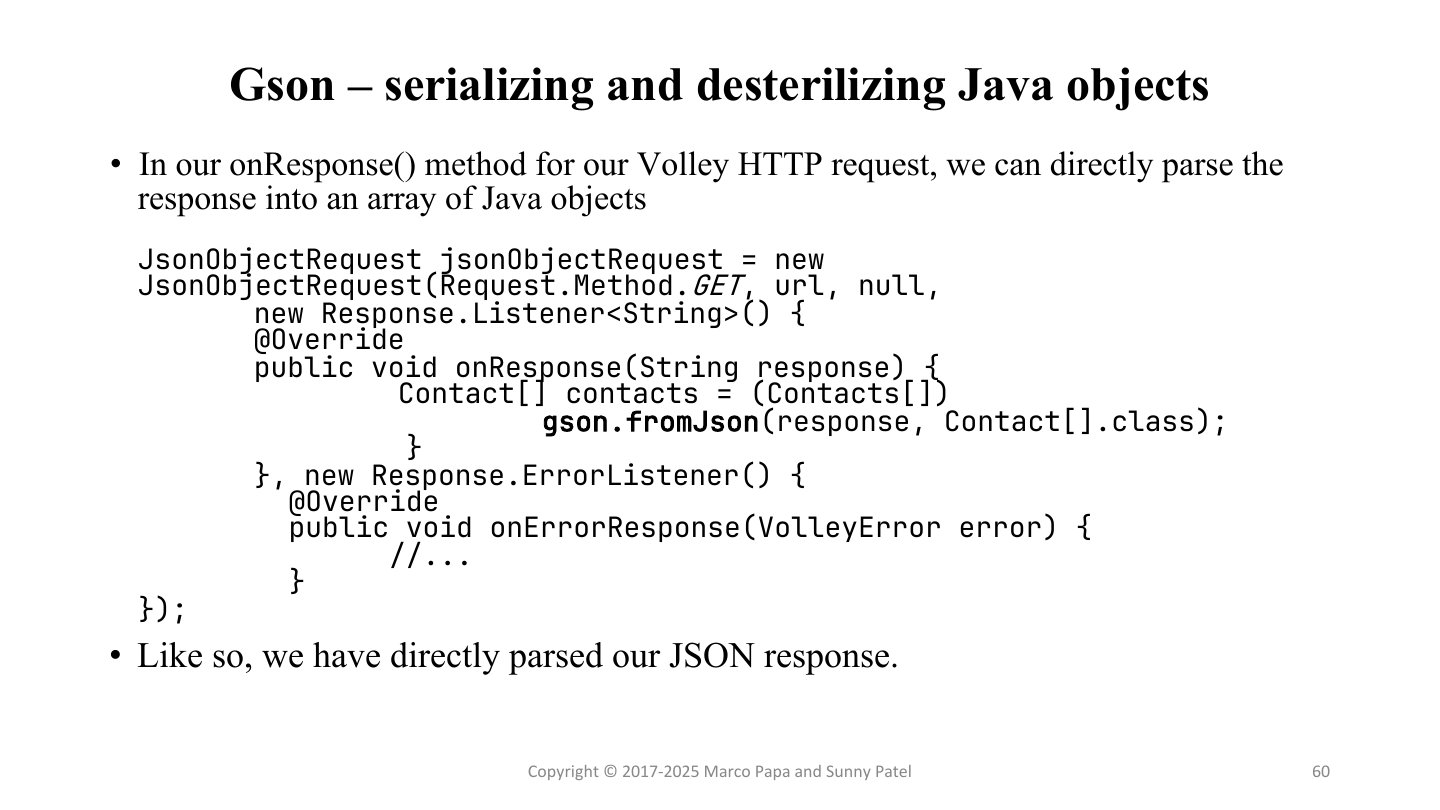 Gson – serializing and desterilizing Java objects
• In our onResponse() method for our Volley HTTP request, we can directly parse the
response into an array of Java objects
JsonObjectRequest jsonObjectRequest = new
JsonObjectRequest(Request.Method.GET, url, null,
new Response.Listener<String>() {
@Override
public void onResponse(String response) {
Contact[] contacts = (Contacts[])
gson.fromJson(response, Contact[].class);
}
}, new Response.ErrorListener() {
@Override
public void onErrorResponse(VolleyError error) {
//...
}
});
• Like so, we have directly parsed our JSON response.
Copyright © 2017-2025 Marco Papa and Sunny Patel
60